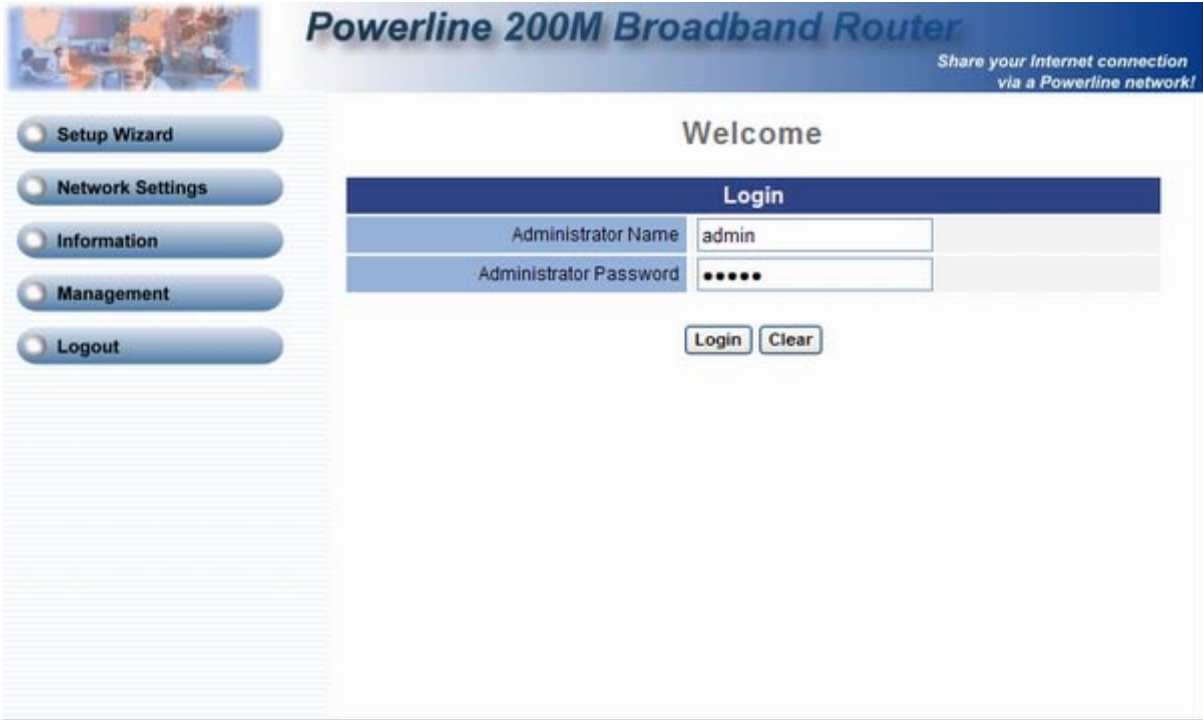 Powerline 200M Broadband Router
Share your Internet connection
via a Powerline network!
Setup Wizard
Network Settings
Information
Management
Logout
Welcome
Login
Administrator Name admin
Administrator Password •••••
Login Clear